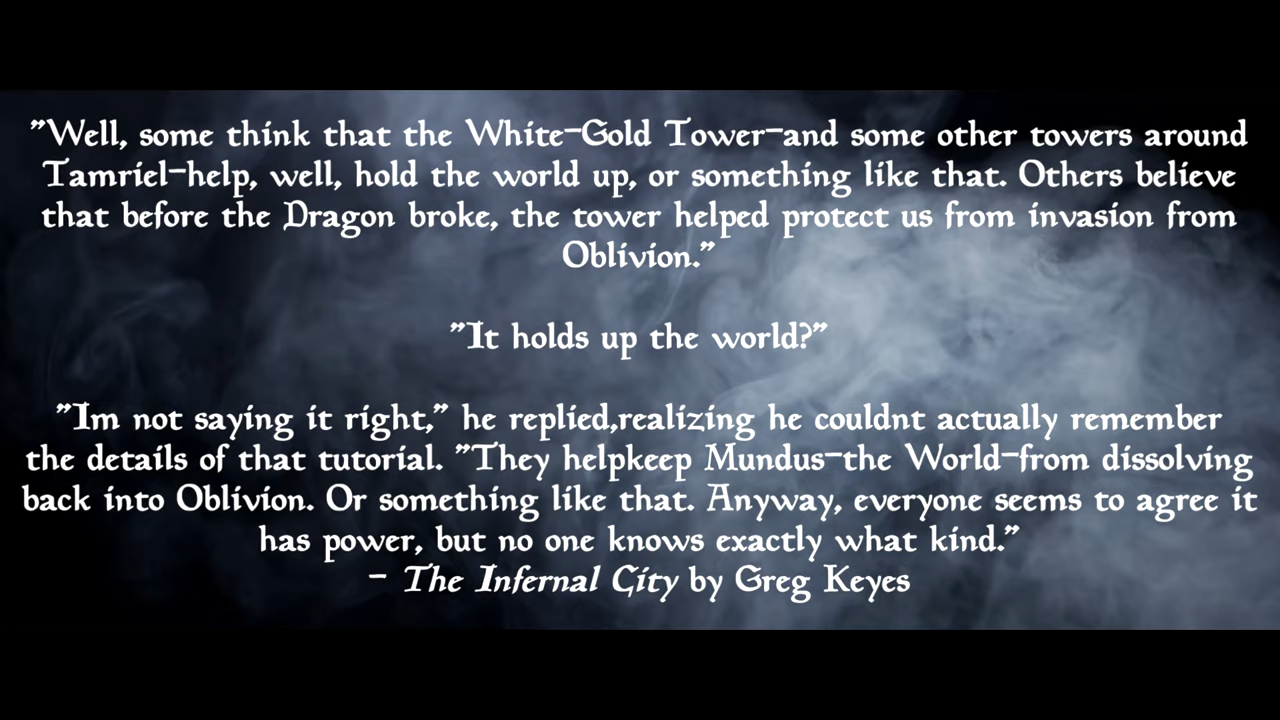 "Well, some think that the White-Gold Tower-and some other towers around
Tamriel-help, well, hold the world up, or something like that. Others believe
that before the Dragon broke, the tower helped protect us from invasion from
Oblivion."
"It holds up the world?"
"Im not saying it right," he replied,realizing he couldnt actually remember
the details of that tutorial. "They helpkeep Mundus-the World-from dissolving
back into Oblivion. Or something like that. Anyway, everyone seems to agree it
has power, but no one knows exactly what kind."
- The Infernal City by Greg Keyes